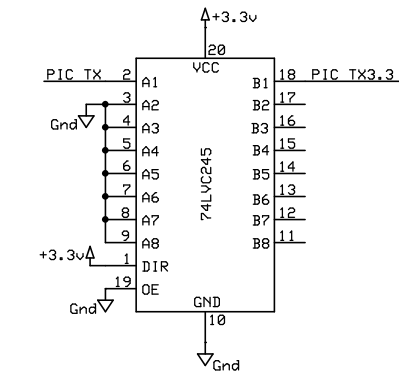 +3.3v
20
VCC
PIC TX 2 A1 B1 18 PIC TX3.3
3 A2 B2 17
Gnd
4 A3 B3 16
5 A4 B4 15
6 A5 B5 14
7 A6 B6 13
8 A7 B7 12
9 A8 B8 11
74LVC245
+3.3v
1 DIR
19 OE
Gnd
GND
10
Gnd